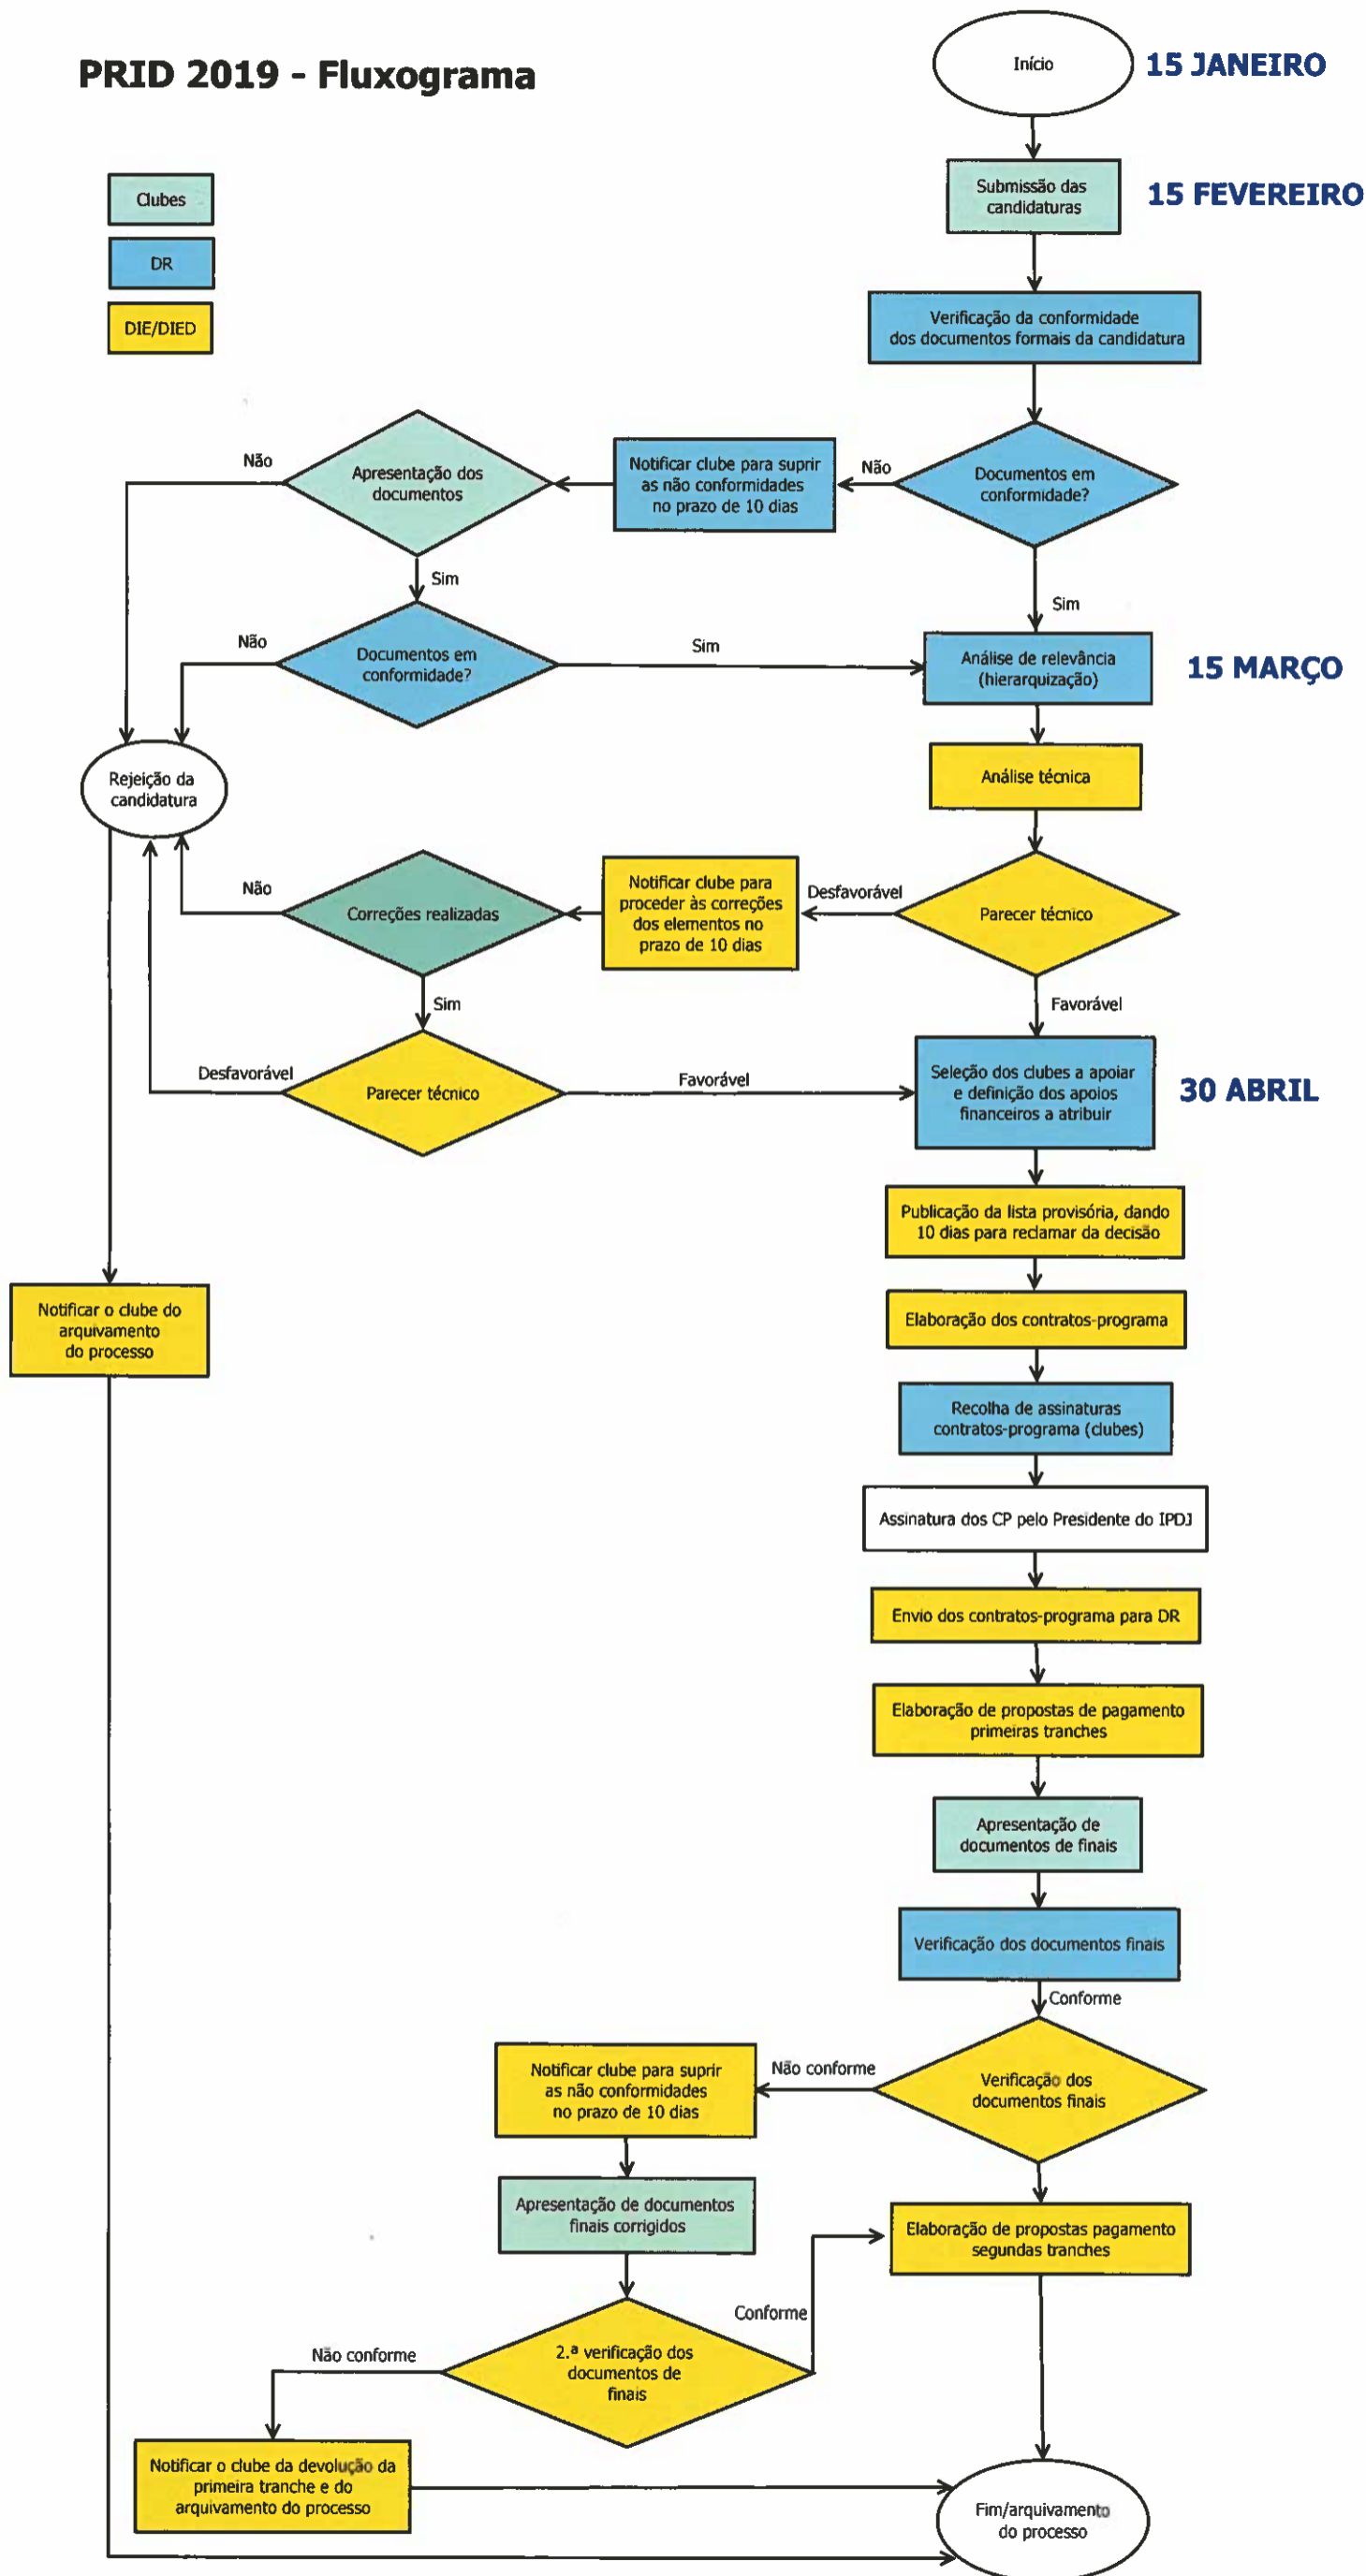 PRID 2019 - Fluxograma
Início
15 JANEIRO
Clubes
DR
DIE/DIED
Submissão das
candidaturas
15 FEVEREIRO
Verificação da conformidade
dos documentos formais da candidatura
Não
Apresentação dos
documentos
Notificar clube para suprir
as não conformidades
no prazo de 10 dias
Não
Documentos em
conformidade?
Sim
Sim
Não
Documentos em
conformidade?
Sim
Análise de relevância
(hierarquização)
15 MARÇO
Rejeição da
candidatura
Análise técnica
Não
Correções realizadas
Notificar clube para
proceder às correções
dos elementos no
prazo de 10 dias
Desfavorável
Parecer técnico
Sim
Favorável
Desfavorável
Parecer técnico
Favorável
Seleção dos clubes a apoiar
e definição dos apoios
financeiros a atribuir
30 ABRIL
Publicação da lista provisória, dando
10 dias para reclamar da decisão
Notificar o clube do
arquivamento
do processo
Elaboração dos contratos-programa
Recolha de assinaturas
contratos-programa (clubes)
Assinatura dos CP pelo Presidente do IPDJ
Envio dos contratos-programa para DR
Elaboração de propostas de pagamento
primeiras tranches
Apresentação de
documentos de finais
Verificação dos documentos finais
Conforme
Notificar clube para suprir
as não conformidades
no prazo de 10 dias
Não conforme
Verificação dos
documentos finais
Apresentação de documentos
finais corrigidos
Elaboração de propostas pagamento
segundas tranches
Conforme
Não conforme
2.ª verificação dos
documentos de
finais
Notificar o clube da devolução da
primeira tranche e do
arquivamento do processo
Fim/arquivamento
do processo